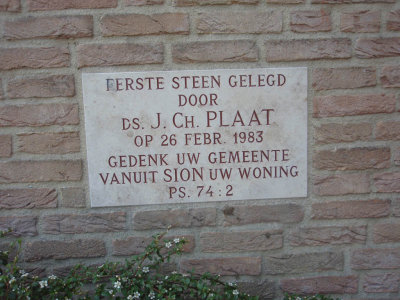 EERSTE STEEN GELEGD
DOOR
DS. J. CH. PLAAT
OP 26 FEBR. 1983
GEDENK UW GEMEENTE
VANUIT SION UW WONING
PS. 74 : 2